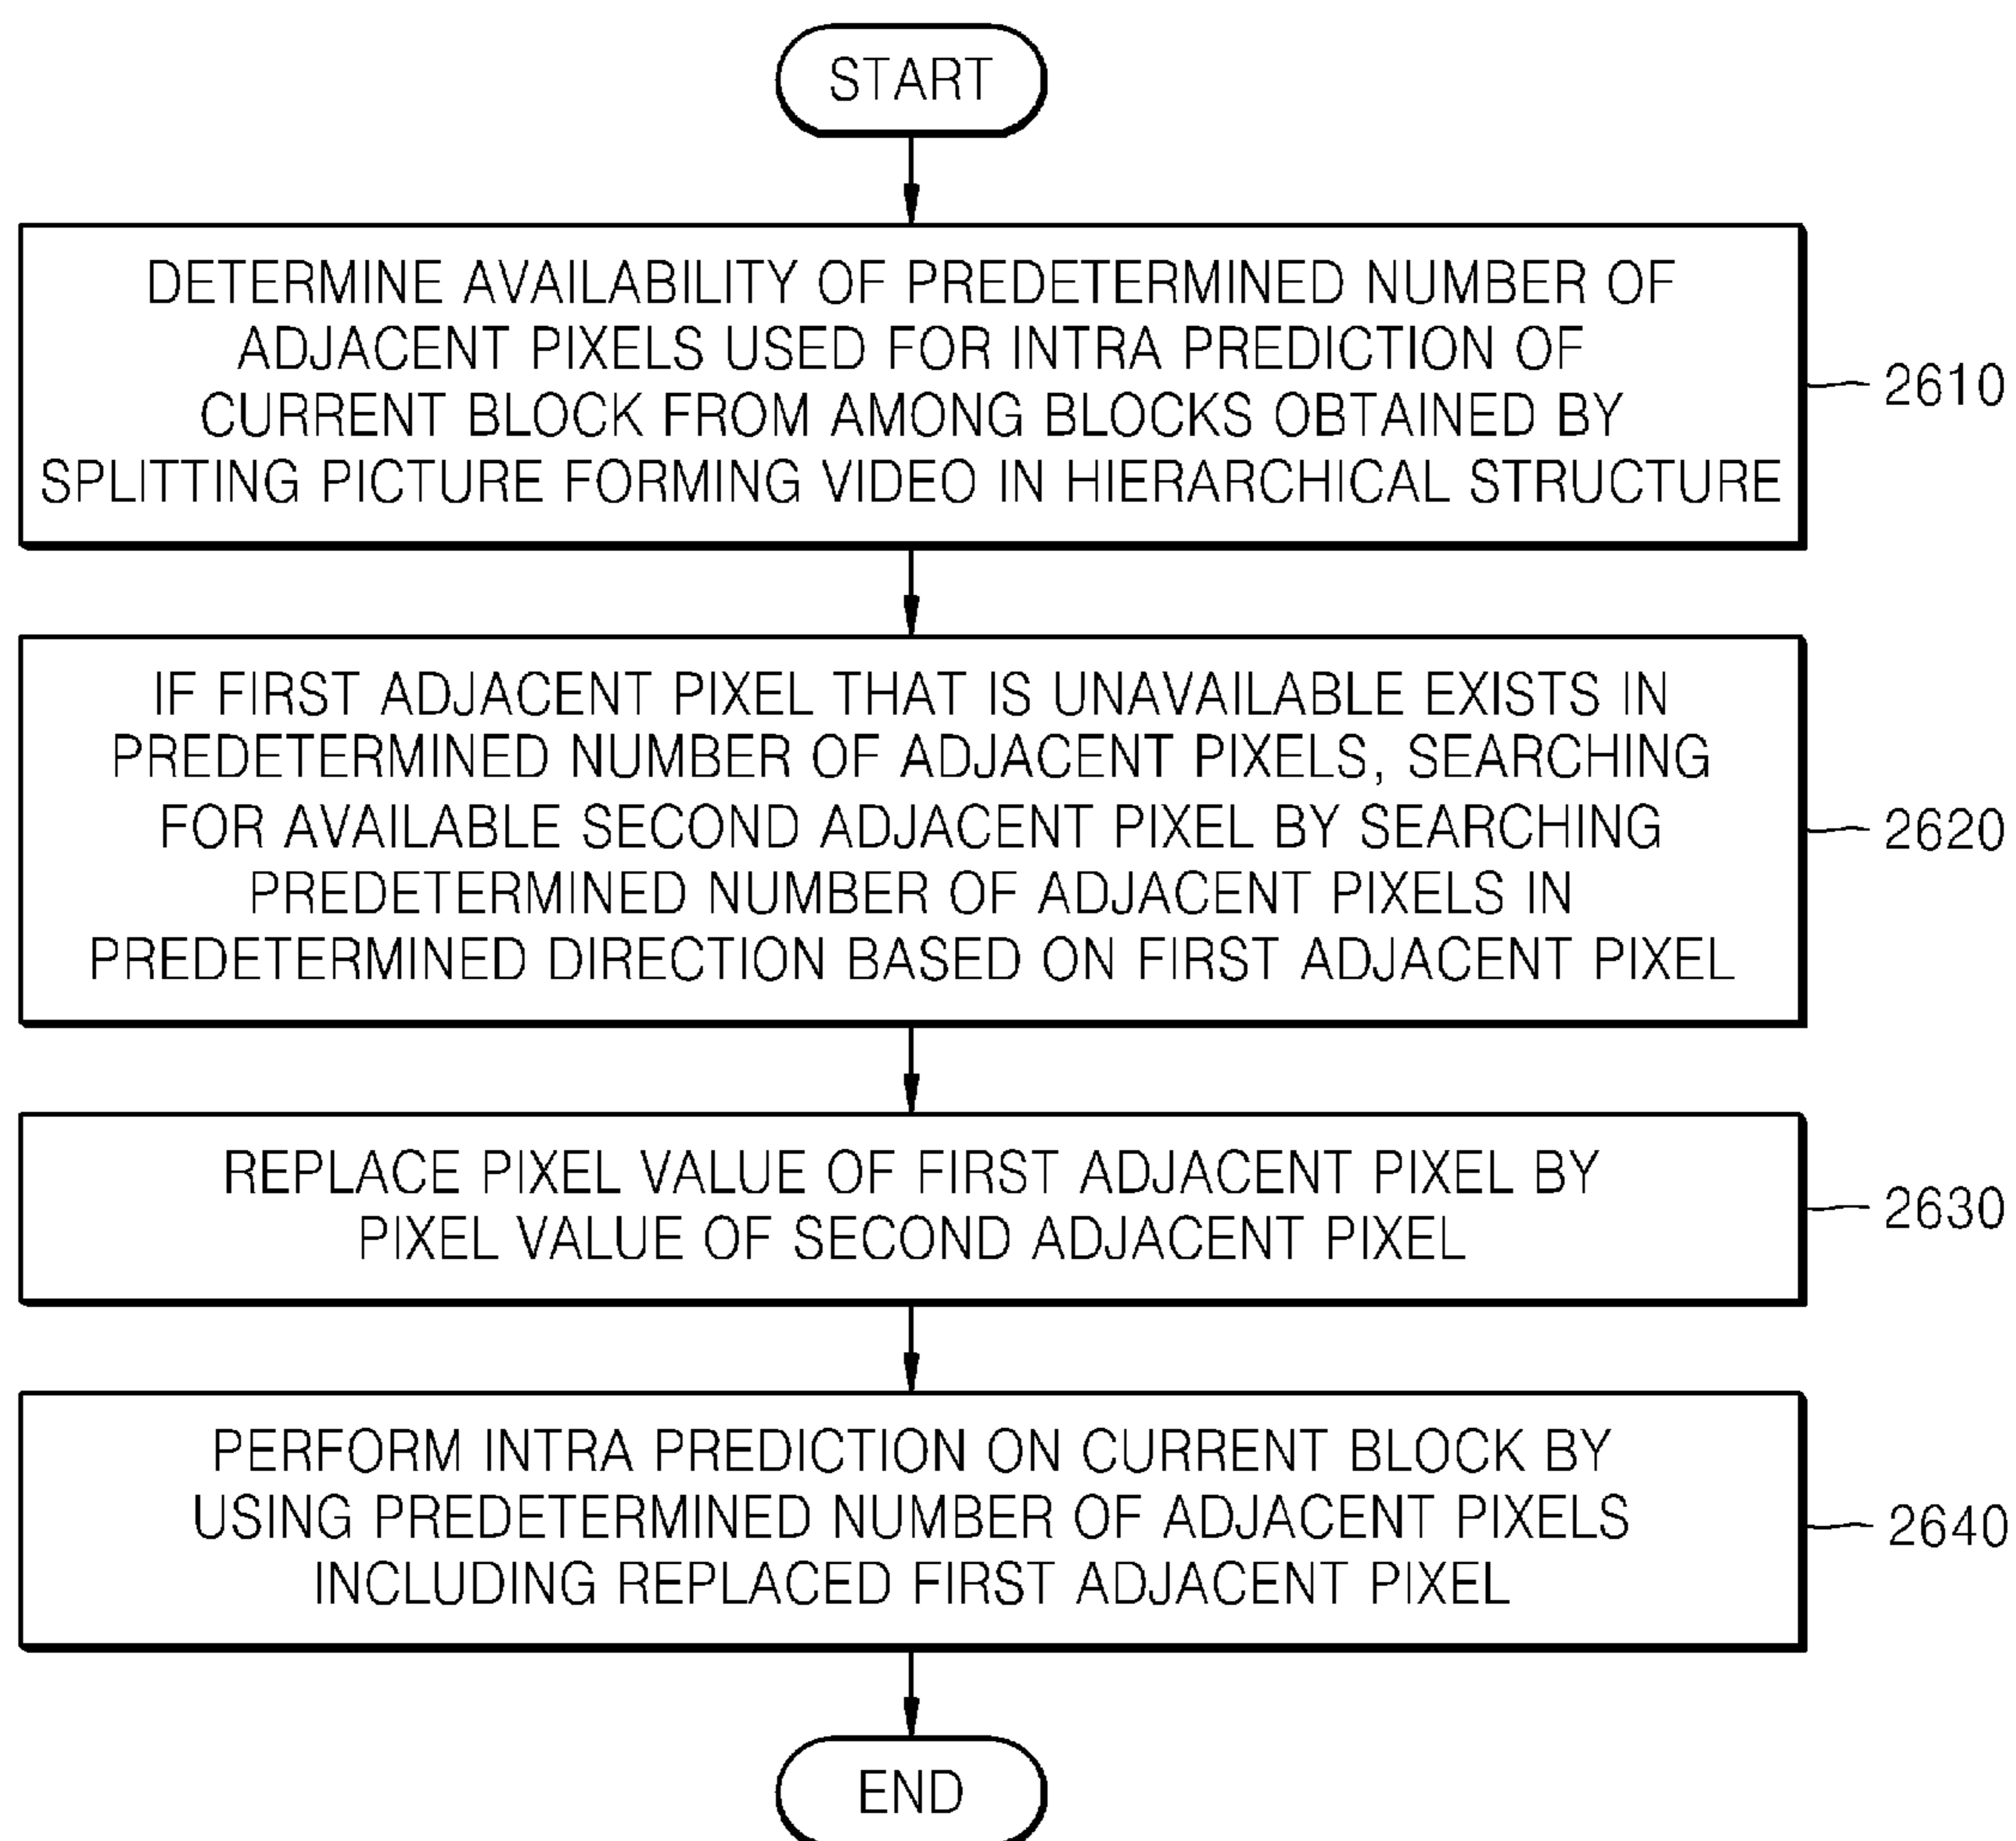 START
DETERMINE AVAILABILITY OF PREDETERMINED NUMBER OF
ADJACENT PIXELS USED FOR INTRA PREDICTION OF
CURRENT BLOCK FROM AMONG BLOCKS OBTAINED BY
SPLITTING PICTURE FORMING VIDEO IN HIERARCHICAL STRUCTURE
2610
IF FIRST ADJACENT PIXEL THAT IS UNAVAILABLE EXISTS IN
PREDETERMINED NUMBER OF ADJACENT PIXELS, SEARCHING
FOR AVAILABLE SECOND ADJACENT PIXEL BY SEARCHING
PREDETERMINED NUMBER OF ADJACENT PIXELS IN
PREDETERMINED DIRECTION BASED ON FIRST ADJACENT PIXEL
2620
REPLACE PIXEL VALUE OF FIRST ADJACENT PIXEL BY
PIXEL VALUE OF SECOND ADJACENT PIXEL
2630
PERFORM INTRA PREDICTION ON CURRENT BLOCK BY
USING PREDETERMINED NUMBER OF ADJACENT PIXELS
INCLUDING REPLACED FIRST ADJACENT PIXEL
2640
END